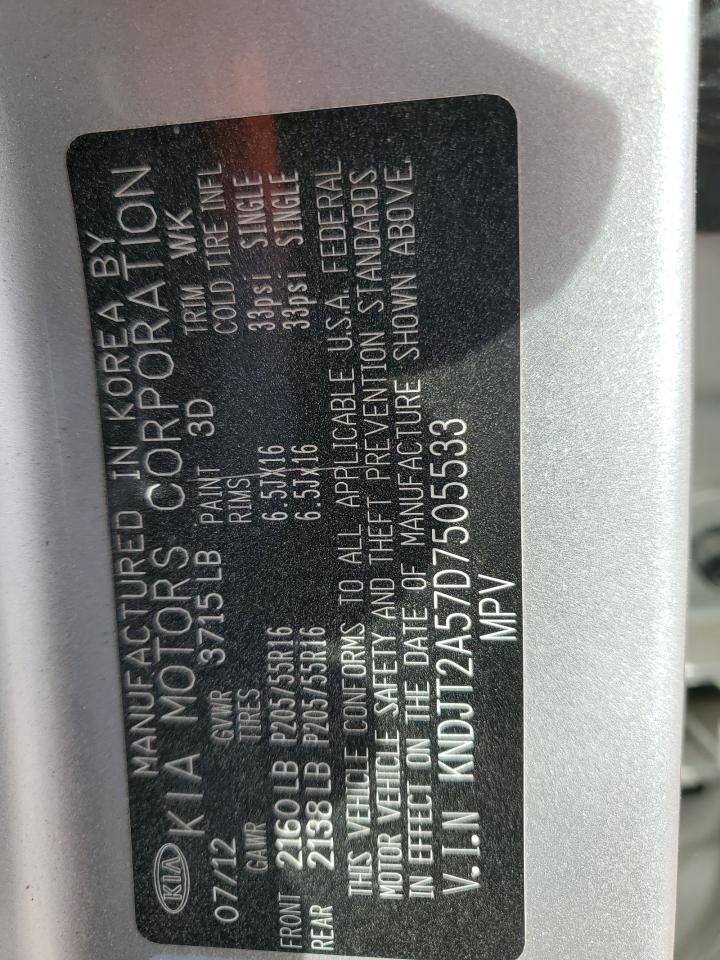 KIA
MANUFACTURED IN KOREA BY
KIA MOTORS CORPORATION
07/12 GVWR 3715 LB PAINT 3D TRIM WK
GAWR TIRES RIMS COLD TIRE INFL
FRONT 2160 LB P205/55R16 6.5JX16 33psi SINGLE
REAR 2138 LB P205/55R16 6.5JX16 33psi SINGLE
THIS VEHICLE CONFORMS TO ALL APPLICABLE U.S.A. FEDERAL
MOTOR VEHICLE SAFETY AND THEFT PREVENTION STANDARDS
IN EFFECT ON THE DATE OF MANUFACTURE SHOWN ABOVE.
V.I.N KNDJT2A57D7505533
MPV